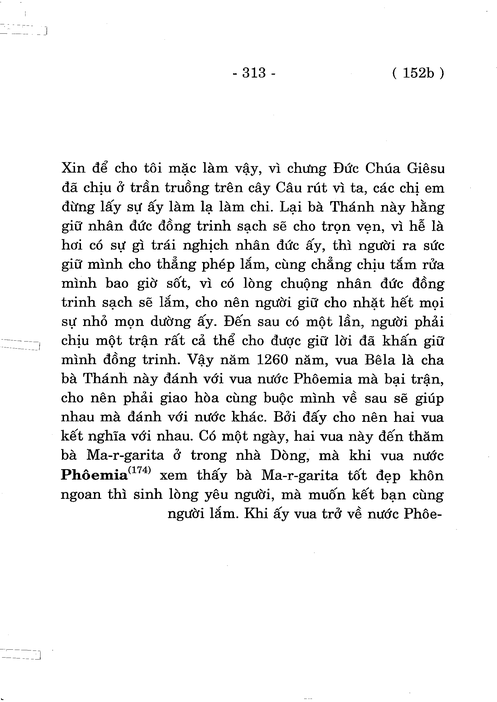 - 313 - ( 152b )
Xin để cho tôi mặc làm vậy, vì chưng Đức Chúa Giêsu
đã chịu ở trần truồng trên cây Câu rút vì ta, các chị em
đừng lấy sự ấy làm lạ làm chi. Lại bà Thánh này hằng
giữ nhân đức đồng trinh sạch sẽ cho trọn vẹn, vì hễ là
hơi có sự gì trái nghịch nhân đức ấy, thì người ra sức
giữ mình cho thẳng phép lắm, cùng chẳng chịu tắm rửa
mình bao giờ sốt, vì có lòng chuộng nhân đức đồng
trinh sạch sẽ lắm, cho nên người giữ cho nhặt hết mọi
sự nhỏ mọn dường ấy. Đến sau có một lần, người phải
chịu một trận rất cả thể cho được giữ lời đã khấn giữ
mình đồng trinh. Vậy năm 1260 năm, vua Bêla là cha
bà Thánh này đánh với vua nước Phôemia mà bại trận,
cho nên phải giao hòa cùng buộc mình về sau sẽ giúp
nhau mà đánh với nước khác. Bởi đấy cho nên hai vua
kết nghĩa với nhau. Có một ngày, hai vua này đến thăm
bà Ma-r-garita ở trong nhà Dòng, mà khi vua nước
Phôemia(174) xem thấy bà Ma-r-garita tốt đẹp khôn
ngoan thì sinh lòng yêu người, mà muốn kết bạn cùng
người lắm. Khi ấy vua trở về nước Phôe-